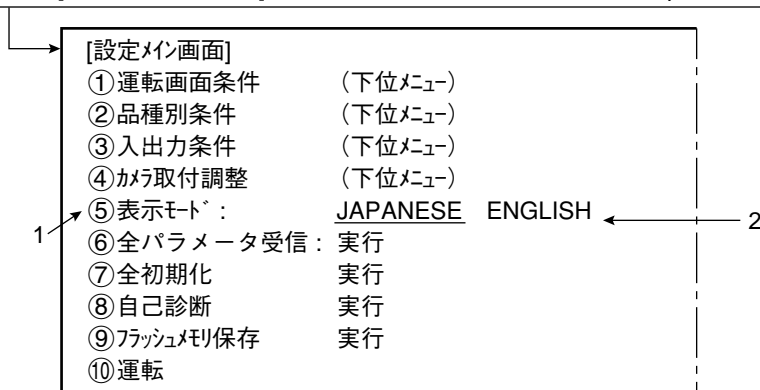 [設定ﾒｲﾝ画面]
①運転画面条件 (下位ﾒﾆｭｰ)
②品種別条件 (下位ﾒﾆｭｰ)
③入出力条件 (下位ﾒﾆｭｰ)
④ｶﾒﾗ取付調整 (下位ﾒﾆｭｰ)
⑤表示ﾓｰﾄﾞ: JAPANESE ENGLISH
1
2
⑥全パラメータ受信: 実行
⑦全初期化 実行
⑧自己診断 実行
⑨ﾌﾗｯｼｭﾒﾓﾘ保存 実行
⑩運転